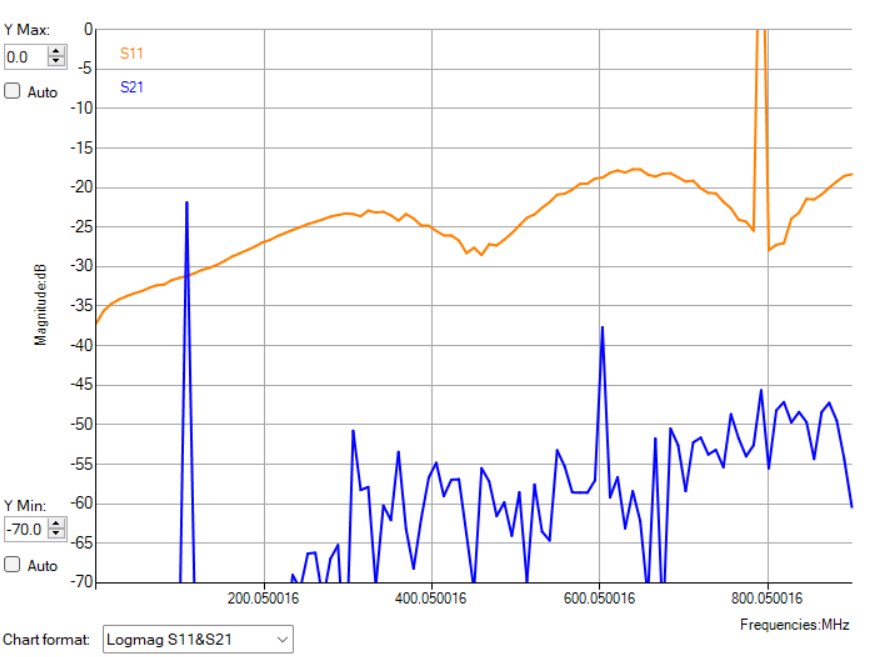 Y Max:
0.0
Auto
S11
S21
0
-5
-10
-15
-20
-25
-30
-35
-40
-45
-50
-55
-60
-65
-70
Magnitude:dB
Y Min:
-70.0
Auto
200.050016 400.050016 600.050016 800.050016
Frequencies:MHz
Chart format: Logmag S11&S21